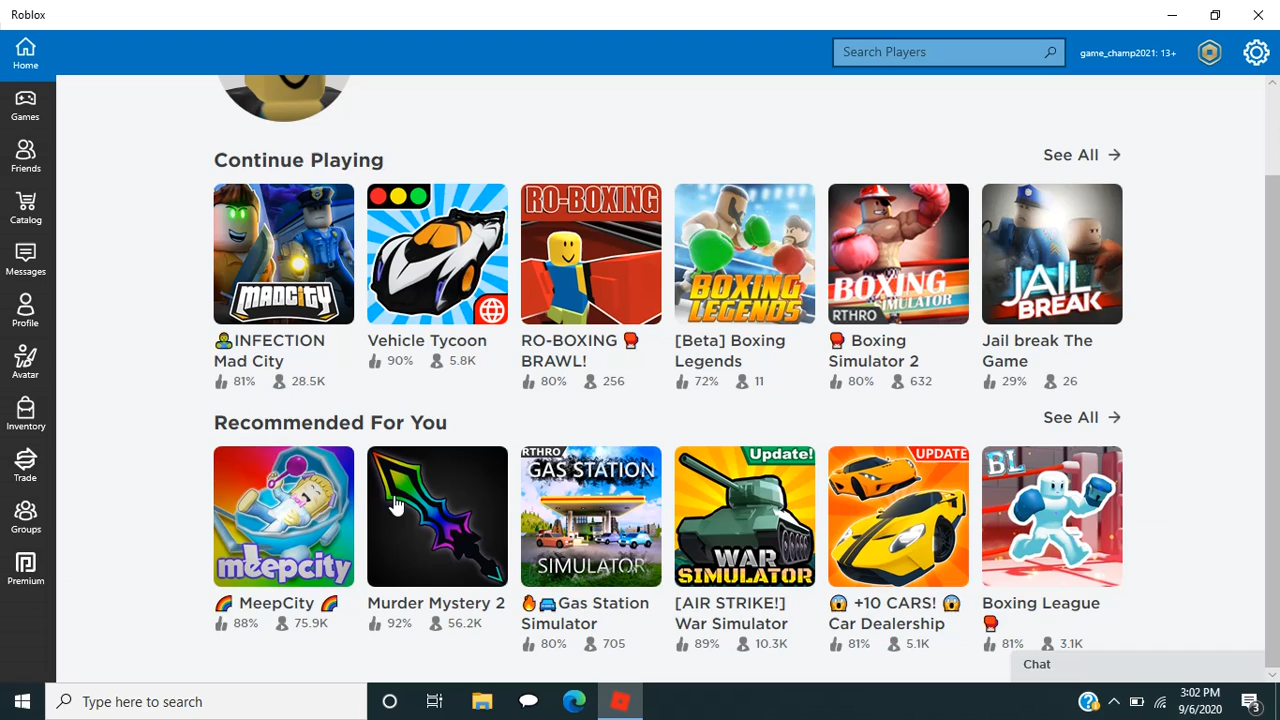 Roblox
Home
Search Players
game_champ2021: 13+
Games
Friends
Catalog
Messages
Profile
Avatar
Inventory
Trade
Groups
Premium
Continue Playing
See All →
MADCITY
RO-BOXING
BOXING
LEGENDS
BOXING
SIMULATOR
RTHRO
JAIL
BREAK
🧟INFECTION
Mad City
81% 28.5K
Vehicle Tycoon
90% 5.8K
RO-BOXING 🥊
BRAWL!
80% 256
[Beta] Boxing
Legends
72% 11
🥊 Boxing
Simulator 2
80% 632
Jail break The
Game
29% 26
Recommended For You
See All →
meepcity
RTHRO
GAS STATION
SIMULATOR
Update!
WAR
SIMULATOR
UPDATE
BL
🌈 MeepCity 🌈
88% 75.9K
Murder Mystery 2
92% 56.2K
🔥🚘Gas Station
Simulator
80% 705
[AIR STRIKE!]
War Simulator
89% 10.3K
😱 +10 CARS! 😱
Car Dealership
81% 5.1K
Boxing League
🥊
81% 3.1K
Chat
Type here to search
3:02 PM
9/6/2020
3